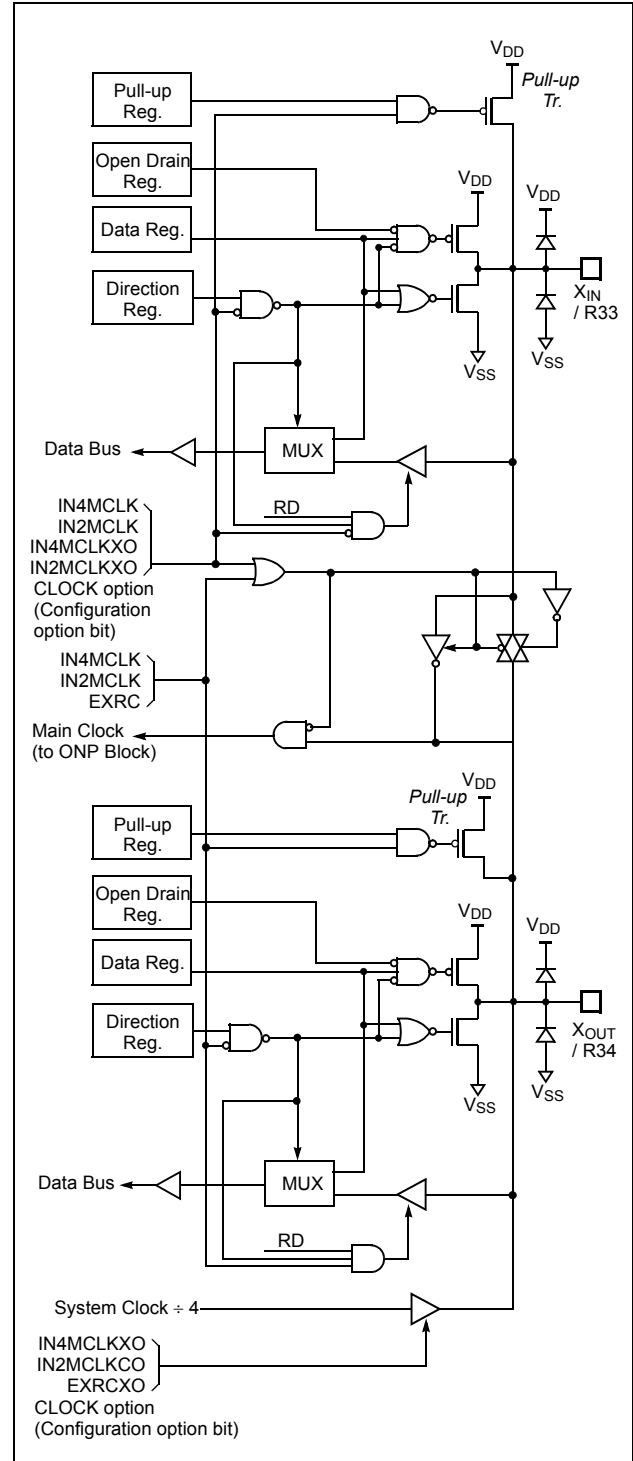 VDD
Pull-up
Tr.
Pull-up
Reg.
Open Drain
Reg.
VDD
VDD
Data Reg.
Direction
Reg.
XIN
/ R33
VSS
VSS
Data Bus
MUX
RD
IN4MCLK
IN2MCLK
IN4MCLKXO
IN2MCLKXO
CLOCK option
(Configuration
option bit)
IN4MCLK
IN2MCLK
EXRC
Main Clock
(to ONP Block)
VDD
Pull-up
Tr.
Pull-up
Reg.
Open Drain
Reg.
VDD
VDD
Data Reg.
Direction
Reg.
XOUT
/ R34
VSS
VSS
Data Bus
MUX
RD
System Clock ÷ 4
IN4MCLKXO
IN2MCLKCO
EXRCXO
CLOCK option
(Configuration option bit)